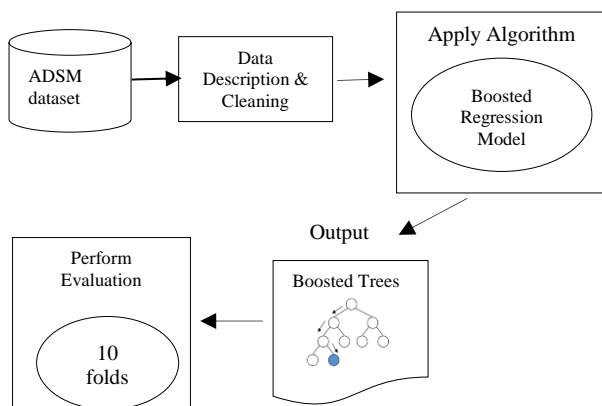 ADSM
dataset
Data
Description &
Cleaning
Apply Algorithm
Boosted
Regression
Model
Output
Boosted Trees
Perform
Evaluation
10
folds